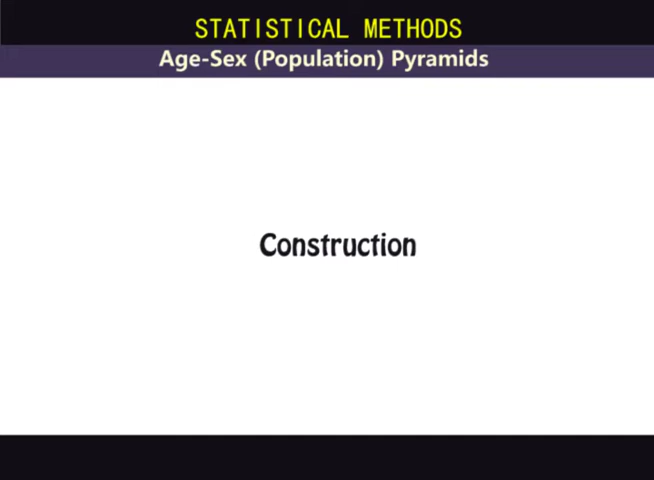 STATISTICAL METHODS
Age-Sex (Population) Pyramids
Construction